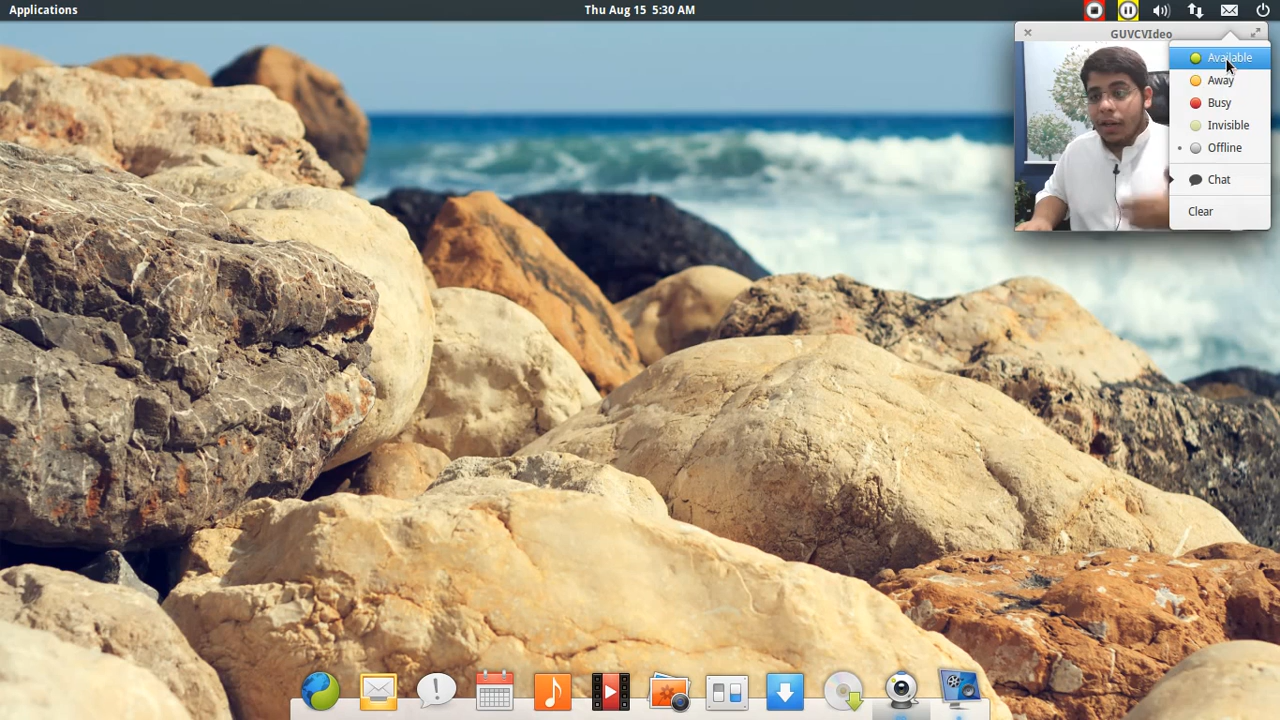 Applications
Thu Aug 15 5:30 AM
GUVCVIdeo
Available
Away
Busy
Invisible
Offline
Chat
Clear